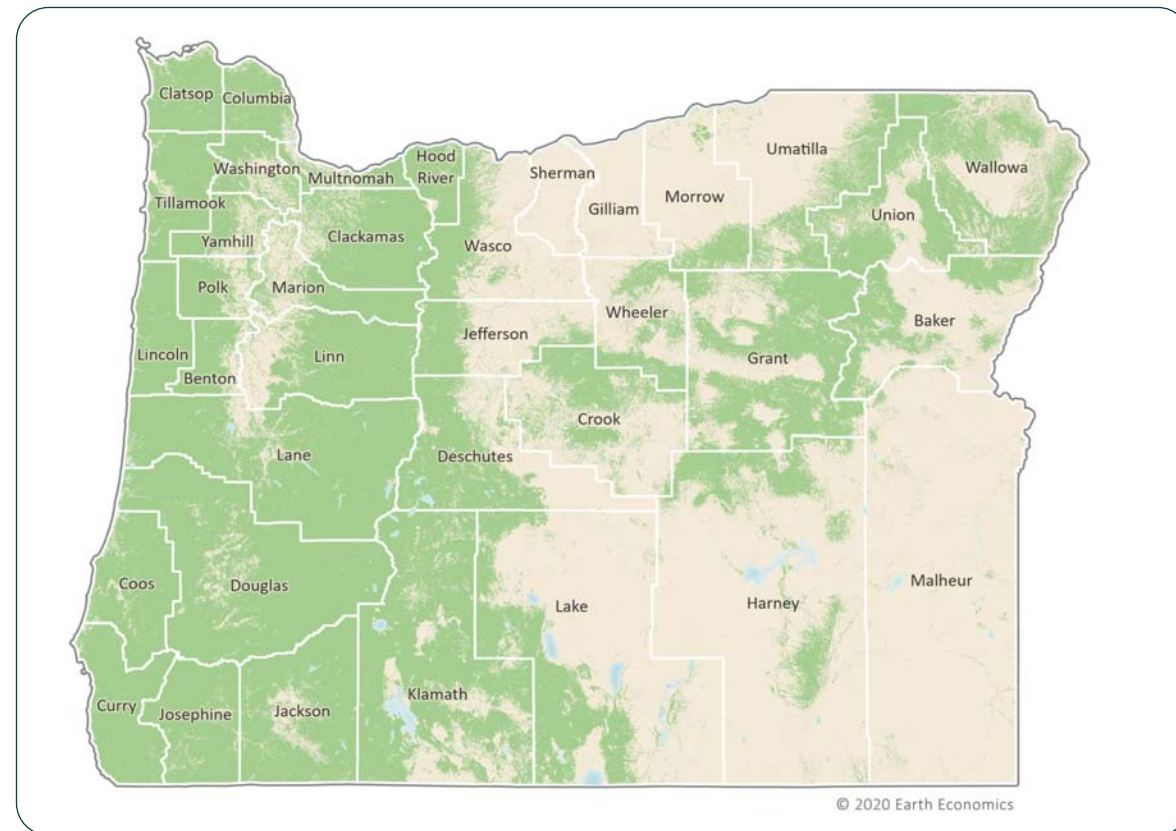 Clatsop
Columbia
Washington
Multnomah
Hood
River
Sherman
Umatilla
Wallowa
Tillamook
Gilliam
Morrow
Union
Yamhill
Clackamas
Wasco
Polk
Marion
Wheeler
Baker
Jefferson
Lincoln
Linn
Grant
Benton
Crook
Lane
Deschutes
Coos
Douglas
Lake
Harney
Malheur
Curry
Josephine
Jackson
Klamath
© 2020 Earth Economics